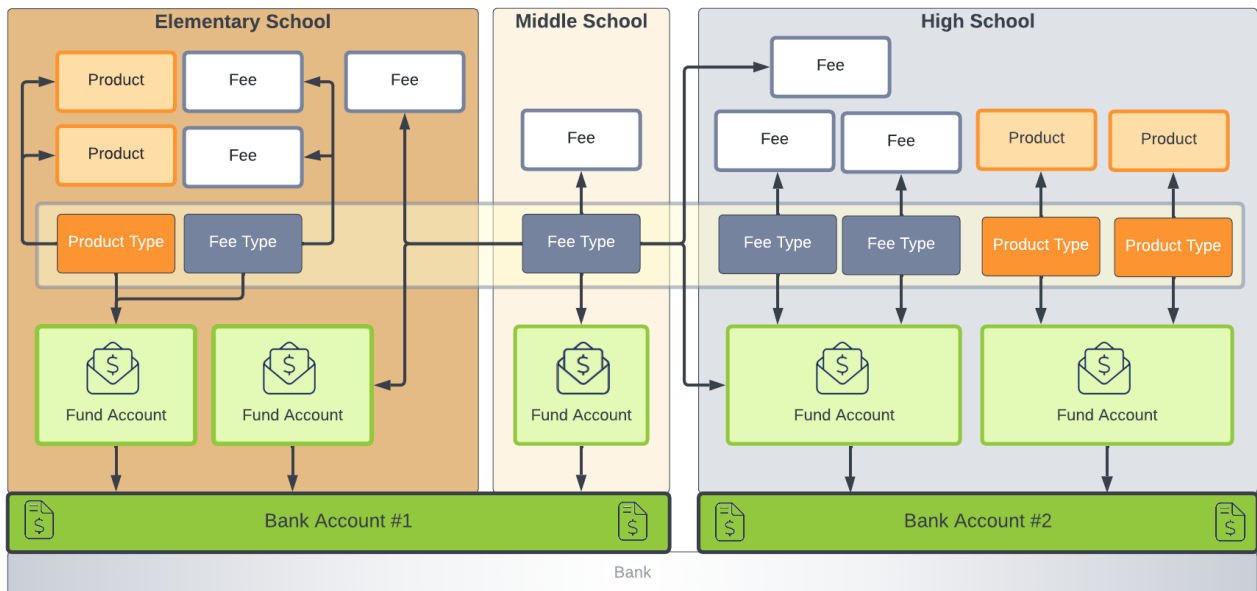 Elementary School
Middle School
High School
Product
Fee
Fee
Fee
Product
Fee
Fee
Fee
Fee
Product
Product
Product Type
Fee Type
Fee Type
Fee Type
Fee Type
Product Type
Product Type
$
$
$
$
$
Fund Account
Fund Account
Fund Account
Fund Account
Fund Account
$
Bank Account #1
$
$
Bank Account #2
$
Bank